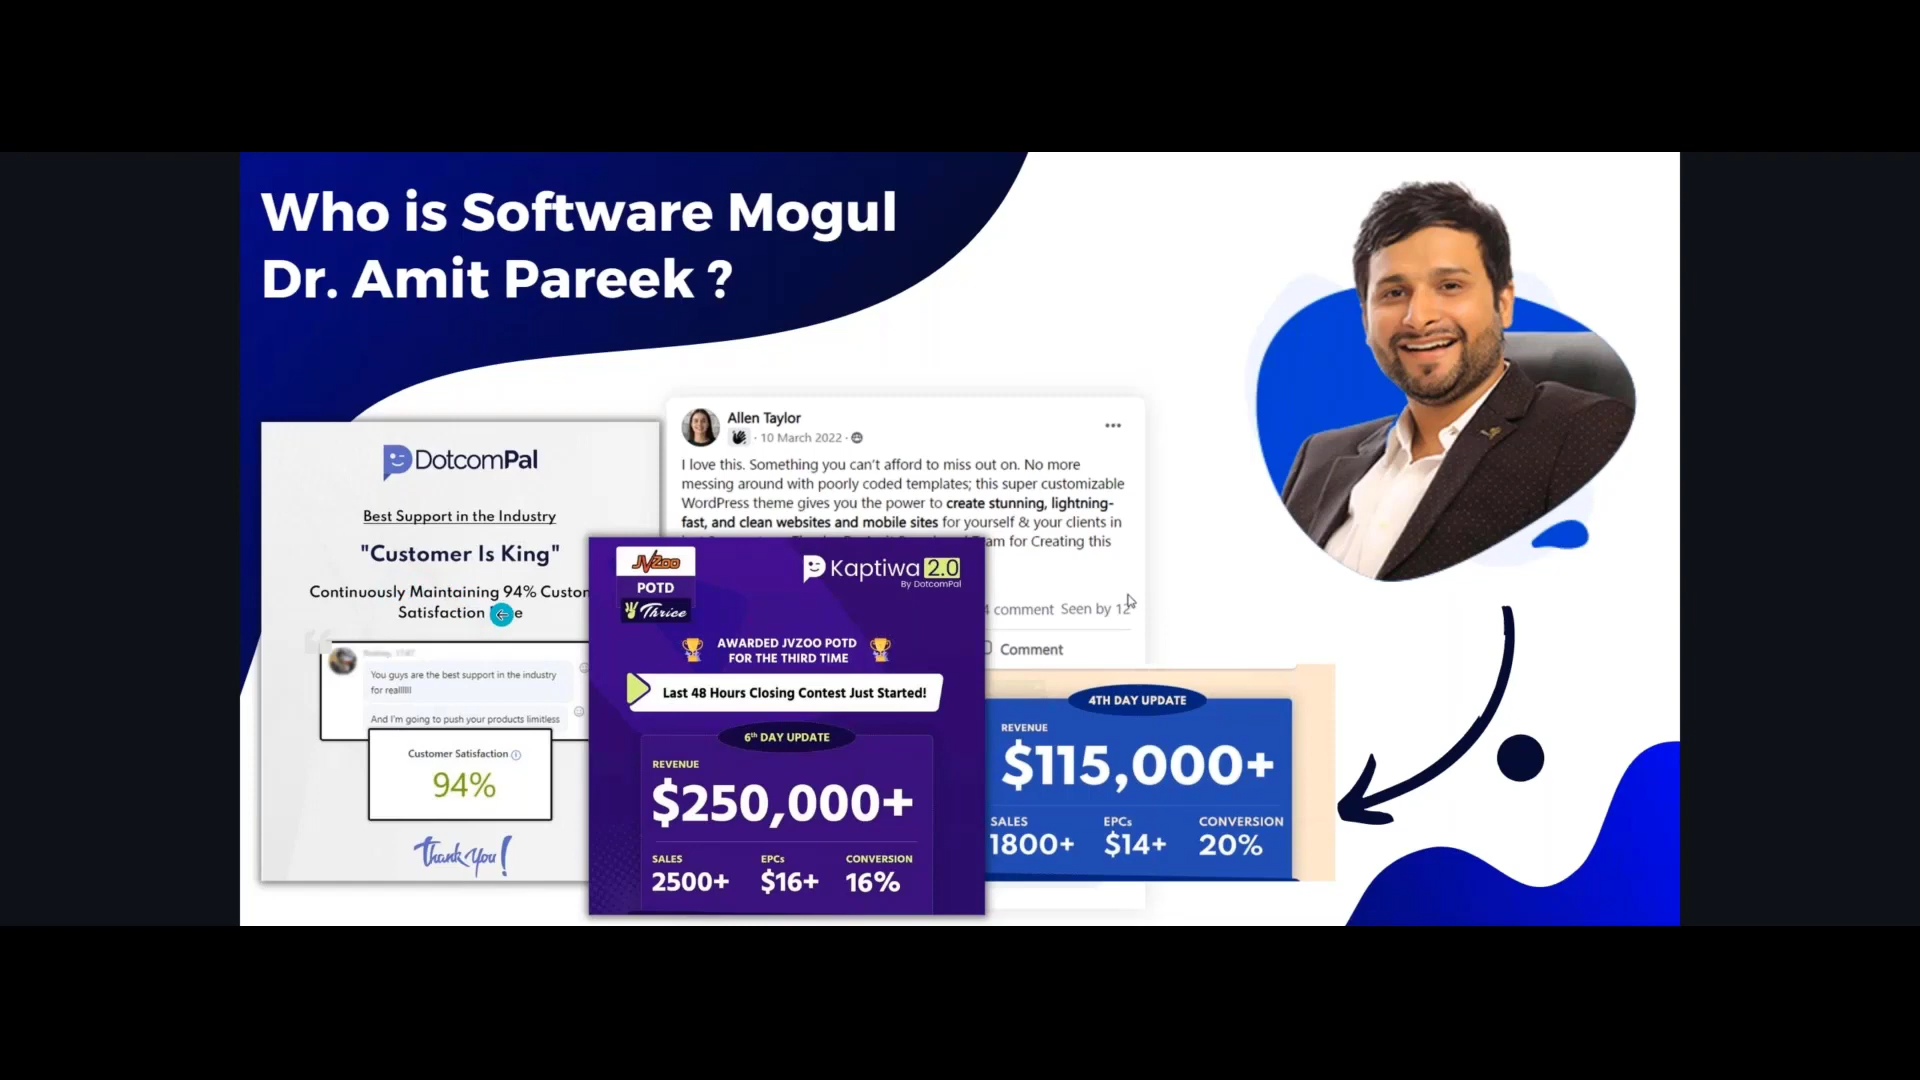 Who is Software Mogul
Dr. Amit Pareek ?
DotcomPal
Best Support in the Industry
"Customer Is King"
Continuously Maintaining 94% Custom
Satisfaction
You guys are the best support in the industry
for realllllll
And I'm going to push your products limitless
Customer Satisfaction
94%
Thank You!
Allen Taylor
· 10 March 2022 ·
I love this. Something you can't afford to miss out on. No more
messing around with poorly coded templates; this super customizable
WordPress theme gives you the power to create stunning, lightning-
fast, and clean websites and mobile sites for yourself & your clients in
am for Creating this
4 comment Seen by 12
Comment
JVZoo
POTD
Thrice
Kaptiwa 2.0
By DotcomPal
AWARDED JVZOO POTD
FOR THE THIRD TIME
Last 48 Hours Closing Contest Just Started!
6th DAY UPDATE
REVENUE
$250,000+
SALES EPCs CONVERSION
2500+ $16+ 16%
4TH DAY UPDATE
REVENUE
$115,000+
SALES EPCs CONVERSION
1800+ $14+ 20%